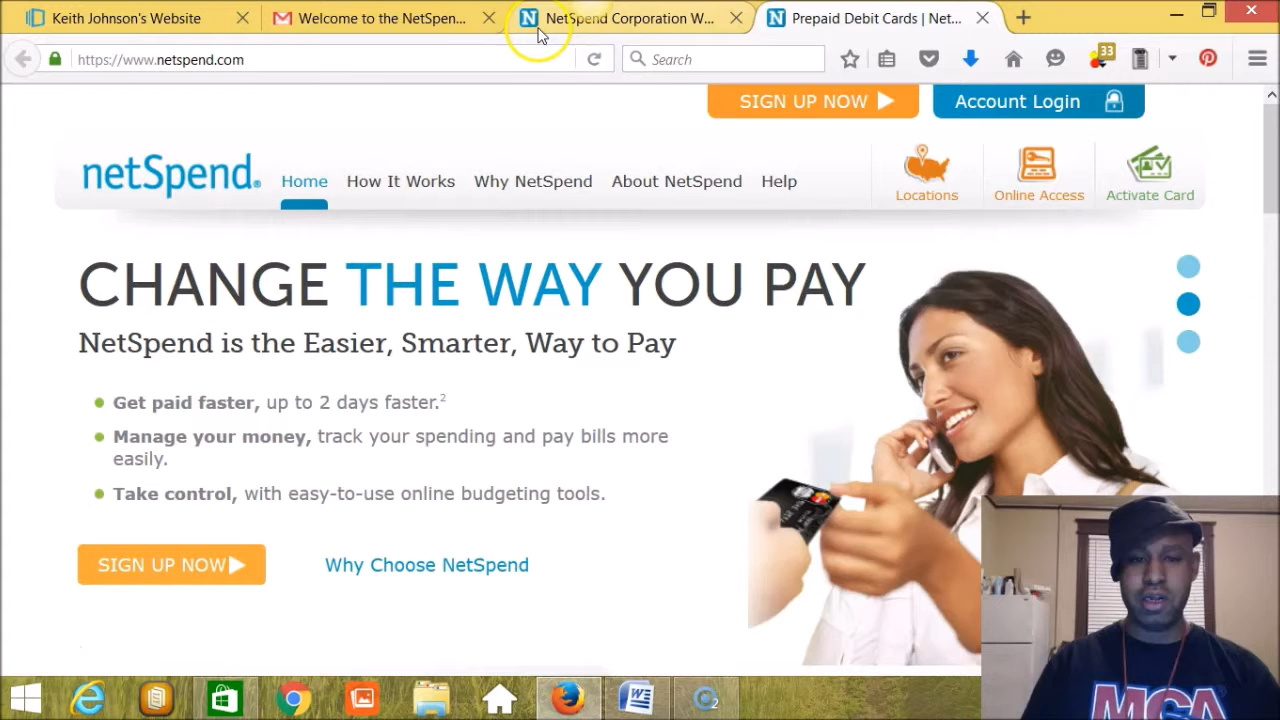 Keith Johnson's Website
Welcome to the NetSpen...
NetSpend Corporation W...
Prepaid Debit Cards | Net...
https://www.netspend.com
Search
33
SIGN UP NOW
Account Login
netSpend®
Home
How It Works
Why NetSpend
About NetSpend
Help
Locations
Online Access
Activate Card
CHANGE THE WAY YOU PAY
NetSpend is the Easier, Smarter, Way to Pay
Get paid faster, up to 2 days faster.2
Manage your money, track your spending and pay bills more
easily.
Take control, with easy-to-use online budgeting tools.
SIGN UP NOW
Why Choose NetSpend
MCA